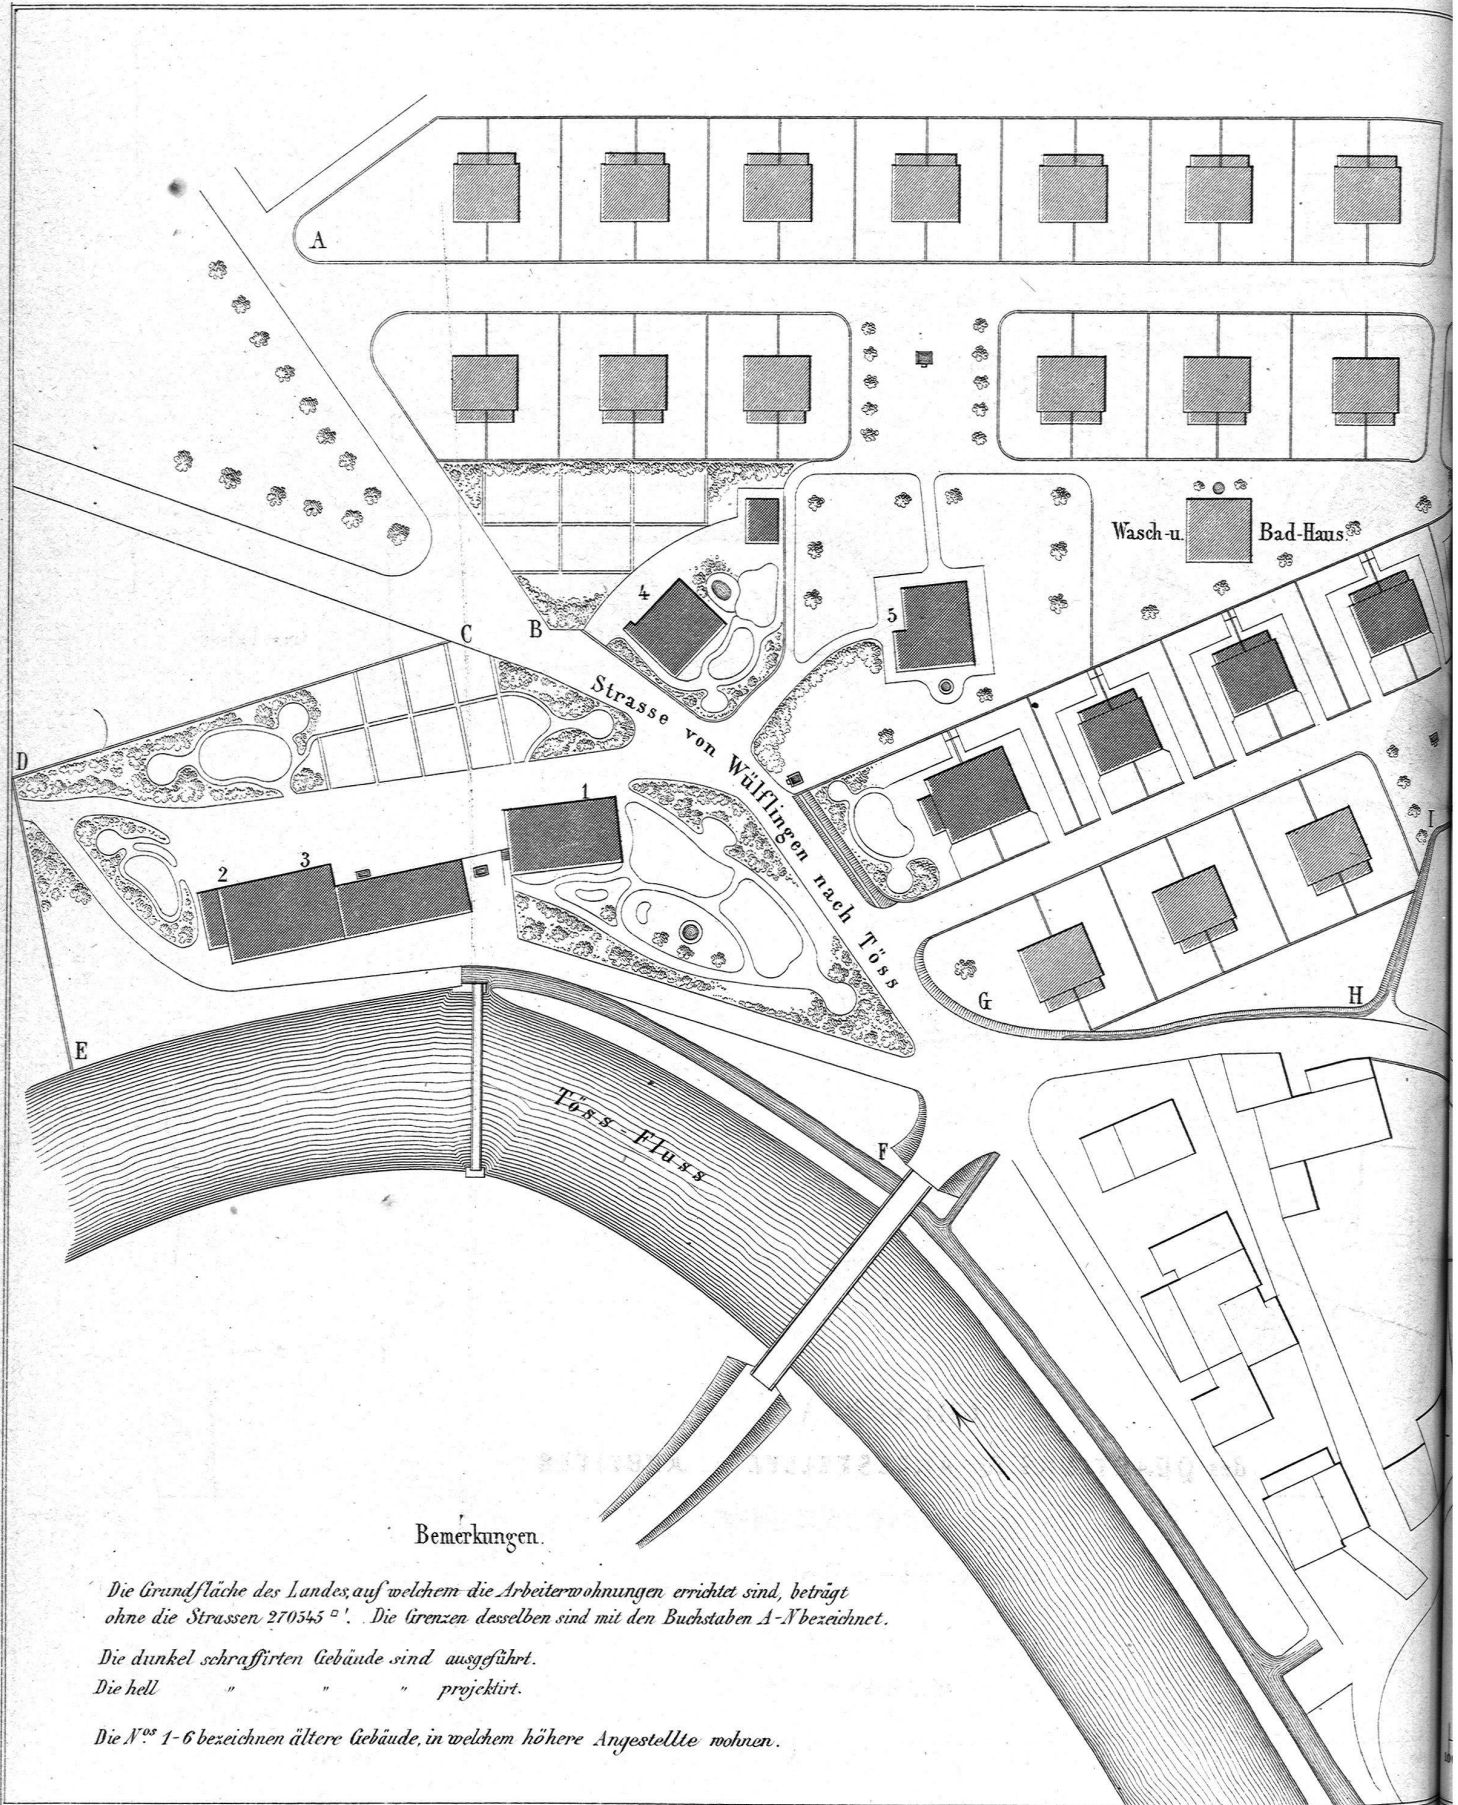 A
Wasch-u. Bad-Haus.
4
B
C
5
Strasse von Wülflingen nach Töss
D
1
I
3
2
G
H
E
Töss-Fluss
F
Bemerkungen.
Die Grundfläche des Landes, auf welchem die Arbeiterwohnungen errichtet sind, beträgt
ohne die Strassen 270545 □'. Die Grenzen desselben sind mit den Buchstaben A-N bezeichnet.
Die dunkel schraffirten Gebäude sind ausgeführt.
Die hell " " " projektirt.
Die Nos. 1-6 bezeichnen ältere Gebäude, in welchem höhere Angestellte wohnen.